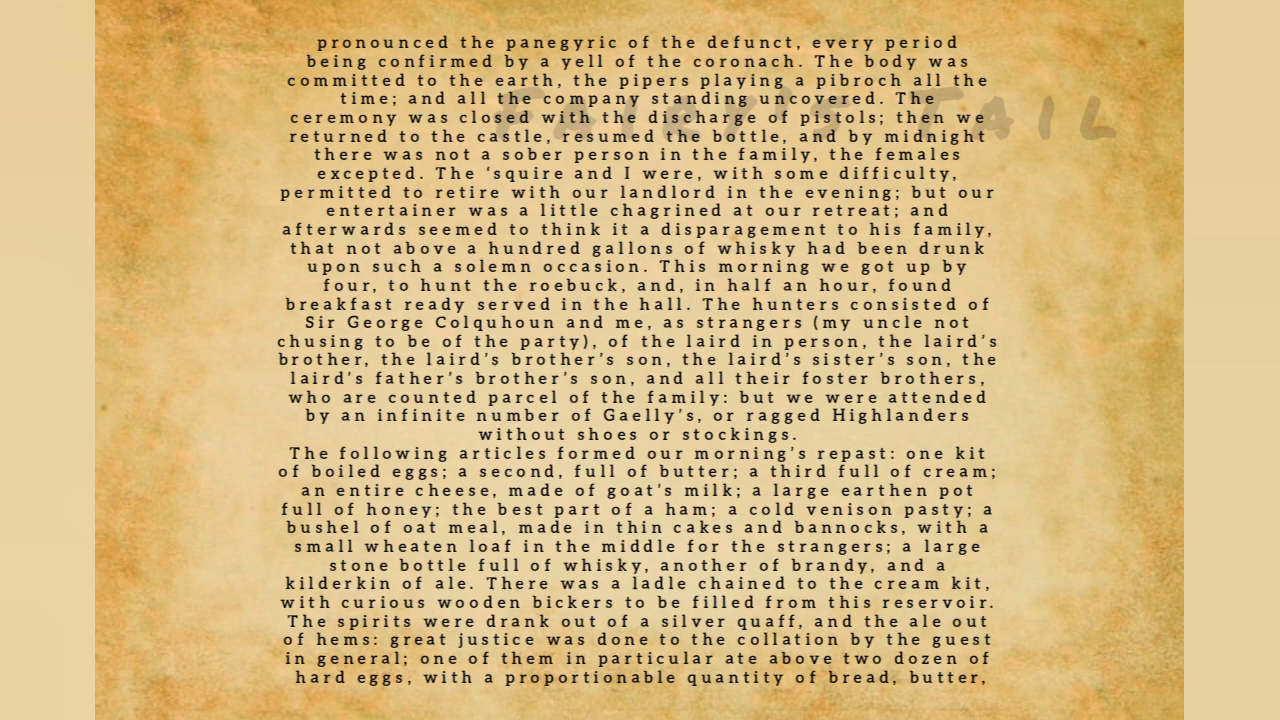 pronounced the panegyric of the defunct, every period
being confirmed by a yell of the coronach. The body was
committed to the earth, the pipers playing a pibroch all the
time; and all the company standing uncovered. The
ceremony was closed with the discharge of pistols; then we
returned to the castle, resumed the bottle, and by midnight
there was not a sober person in the family, the females
excepted. The ‘squire and I were, with some difficulty,
permitted to retire with our landlord in the evening; but our
entertainer was a little chagrined at our retreat; and
afterwards seemed to think it a disparagement to his family,
that not above a hundred gallons of whisky had been drunk
upon such a solemn occasion. This morning we got up by
four, to hunt the roebuck, and, in half an hour, found
breakfast ready served in the hall. The hunters consisted of
Sir George Colquhoun and me, as strangers (my uncle not
chusing to be of the party), of the laird in person, the laird’s
brother, the laird’s brother’s son, the laird’s sister’s son, the
laird’s father’s brother’s son, and all their foster brothers,
who are counted parcel of the family: but we were attended
by an infinite number of Gaelly’s, or ragged Highlanders
without shoes or stockings.
The following articles formed our morning’s repast: one kit
of boiled eggs; a second, full of butter; a third full of cream;
an entire cheese, made of goat’s milk; a large earthen pot
full of honey; the best part of a ham; a cold venison pasty; a
bushel of oat meal, made in thin cakes and bannocks, with a
small wheaten loaf in the middle for the strangers; a large
stone bottle full of whisky, another of brandy, and a
kilderkin of ale. There was a ladle chained to the cream kit,
with curious wooden bickers to be filled from this reservoir.
The spirits were drank out of a silver quaff, and the ale out
of hems: great justice was done to the collation by the guest
in general; one of them in particular ate above two dozen of
hard eggs, with a proportionable quantity of bread, butter,